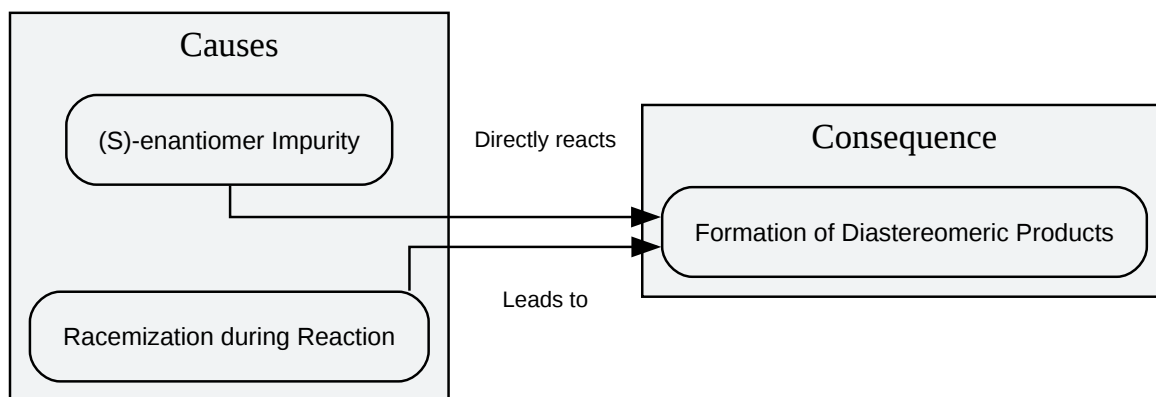 Causes
(S)-enantiomer Impurity
Racemization during Reaction
Directly reacts
Leads to
Consequence
Formation of Diastereomeric Products